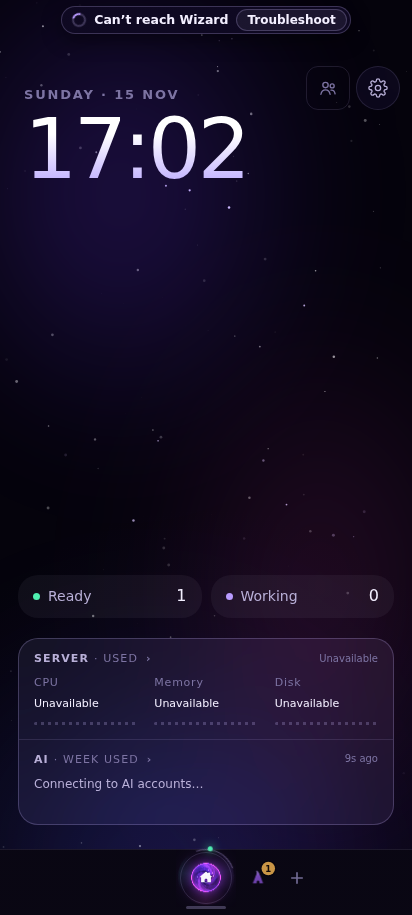 Can’t reach Wizard Troubleshoot
SUNDAY · 15 NOV
17:02
Ready 1
Working 0
SERVER · USED › Unavailable
CPU Memory Disk
Unavailable Unavailable Unavailable
AI · WEEK USED › 9s ago
Connecting to AI accounts…
1